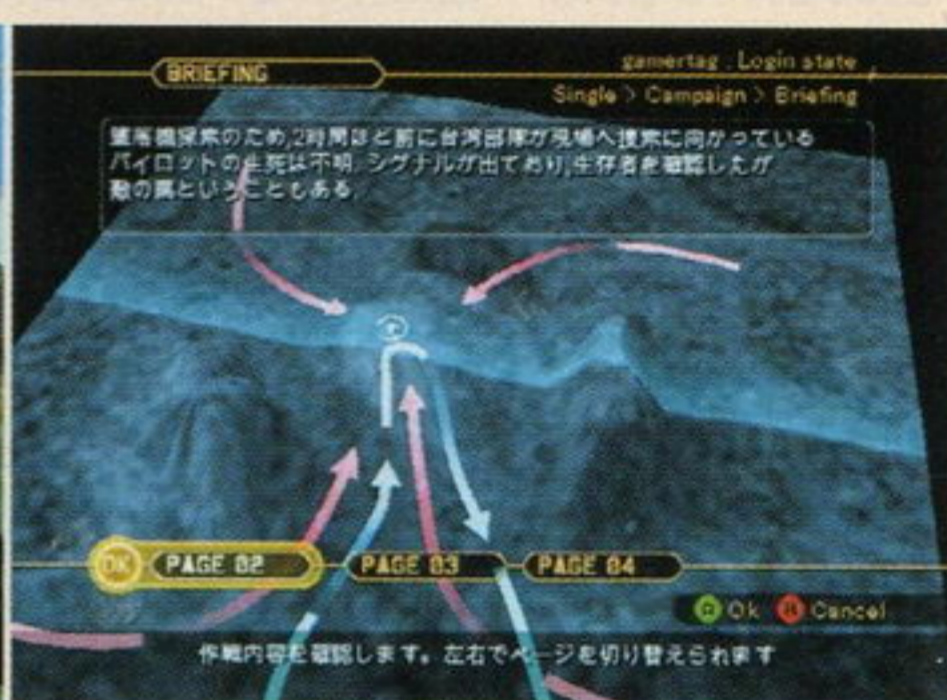 BRIEFING
gamertag . Login state
Single > Campaign > Briefing
墜落機探索のため,2時間ほど前に台湾部隊が現場へ捜索に向かっている
パイロットの生死は不明. シグナルが出ており,生存者を確認したが
敵の罠ということもある.
OK PAGE 02 PAGE 03 PAGE 04
Ok Cancel
作戦内容を確認します。左右でページを切り替えられます